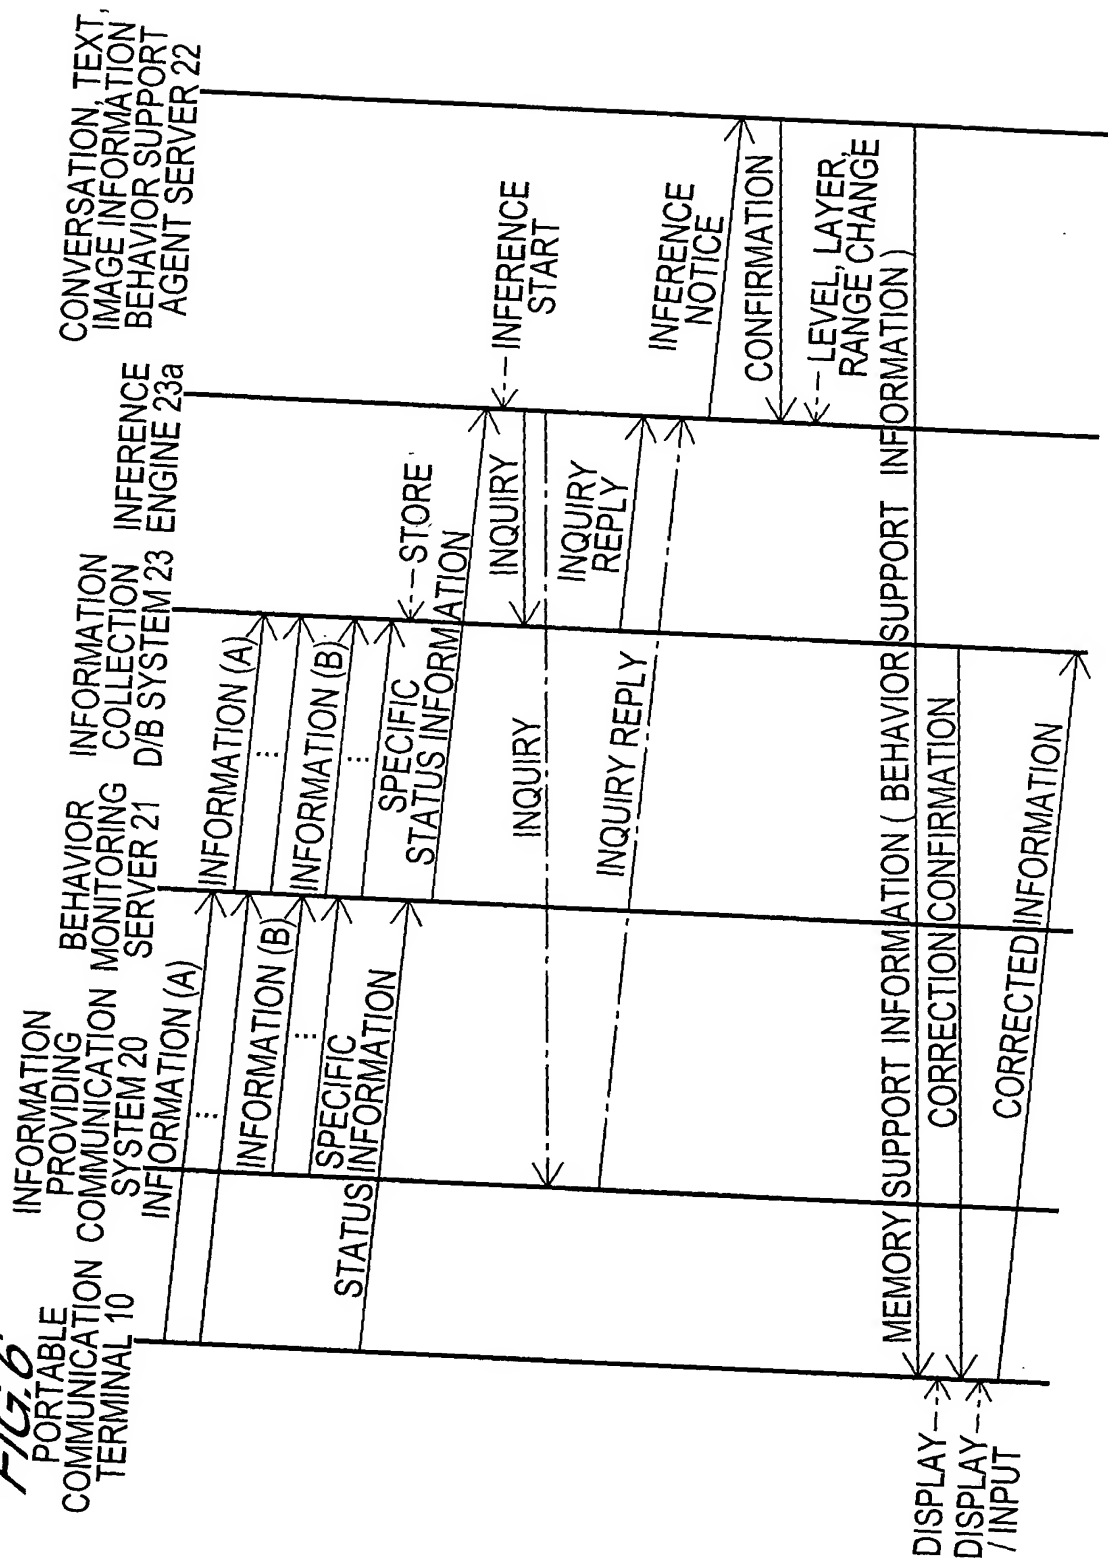 FIG.6
PORTABLE
COMMUNICATION
TERMINAL 10
INFORMATION
PROVIDING
COMMUNICATION
SYSTEM 20
BEHAVIOR
MONITORING
SERVER 21
INFORMATION
COLLECTION
D/B SYSTEM 23
INFERENCE
ENGINE 23a
CONVERSATION, TEXT,
IMAGE INFORMATION
BEHAVIOR SUPPORT
AGENT SERVER 22
INFORMATION (A)
...
INFORMATION (B)
...
SPECIFIC
STATUS INFORMATION
INFORMATION (A)
...
INFORMATION (B)
...
SPECIFIC
STATUS INFORMATION
STORE
INFERENCE
START
INQUIRY
INQUIRY
INQUIRY
REPLY
INQUIRY REPLY
INFERENCE
NOTICE
CONFIRMATION
LEVEL, LAYER,
RANGE CHANGE
MEMORY SUPPORT INFORMATION ( BEHAVIOR SUPPORT INFORMATION )
DISPLAY
CORRECTION CONFIRMATION
DISPLAY
/ INPUT
CORRECTED INFORMATION